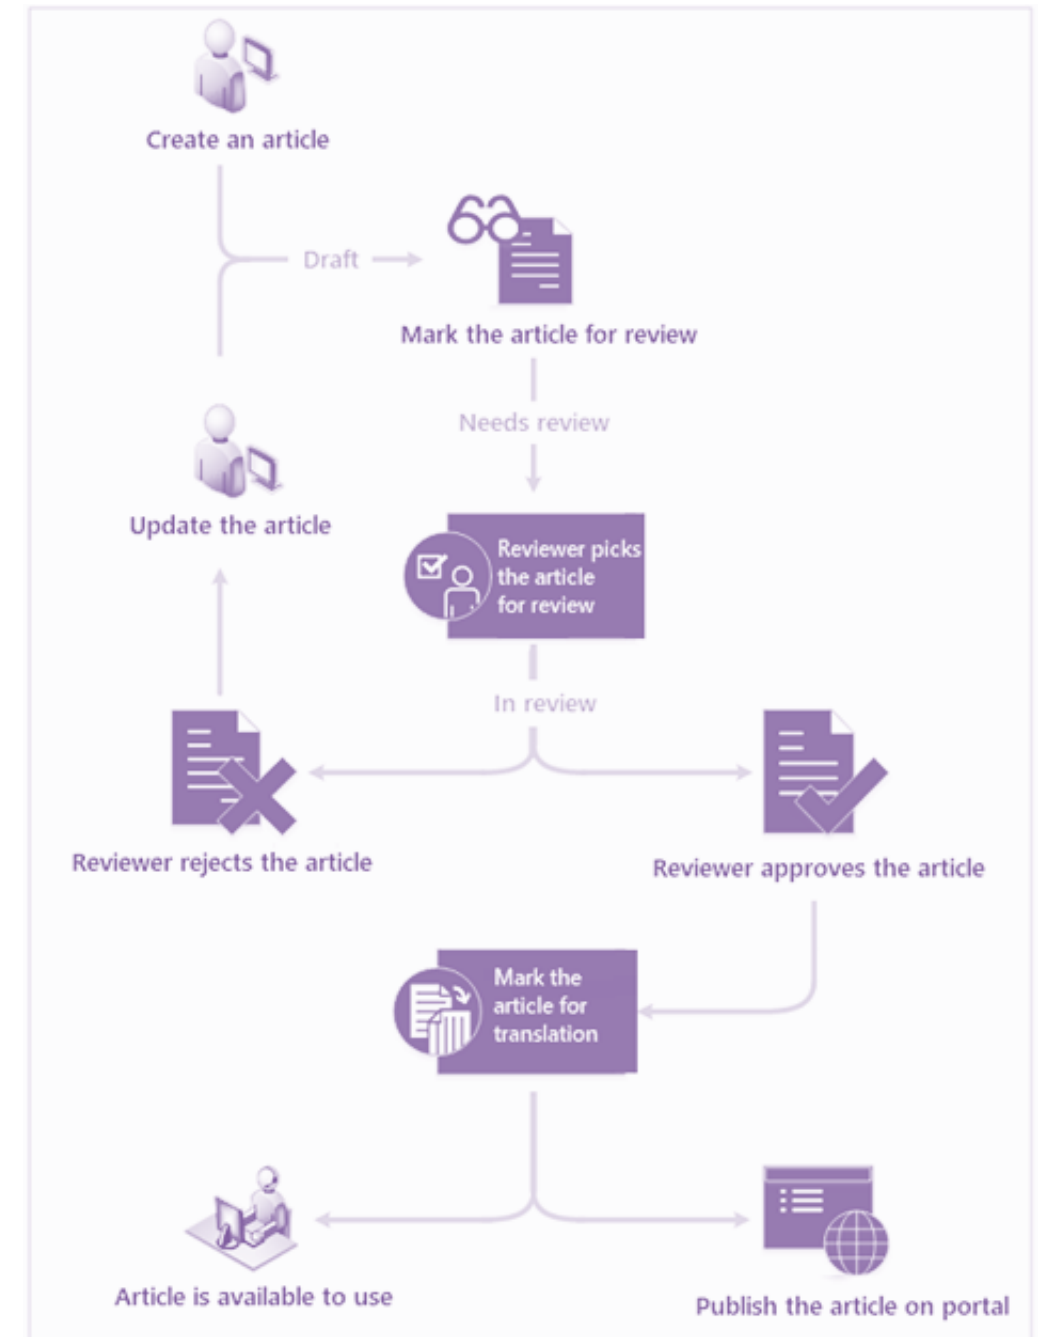 Create an article
Draft
Mark the article for review
Needs review
Update the article
Reviewer picks
the article
for review
In review
Reviewer rejects the article
Reviewer approves the article
Mark the
article for
translation
Article is available to use
Publish the article on portal